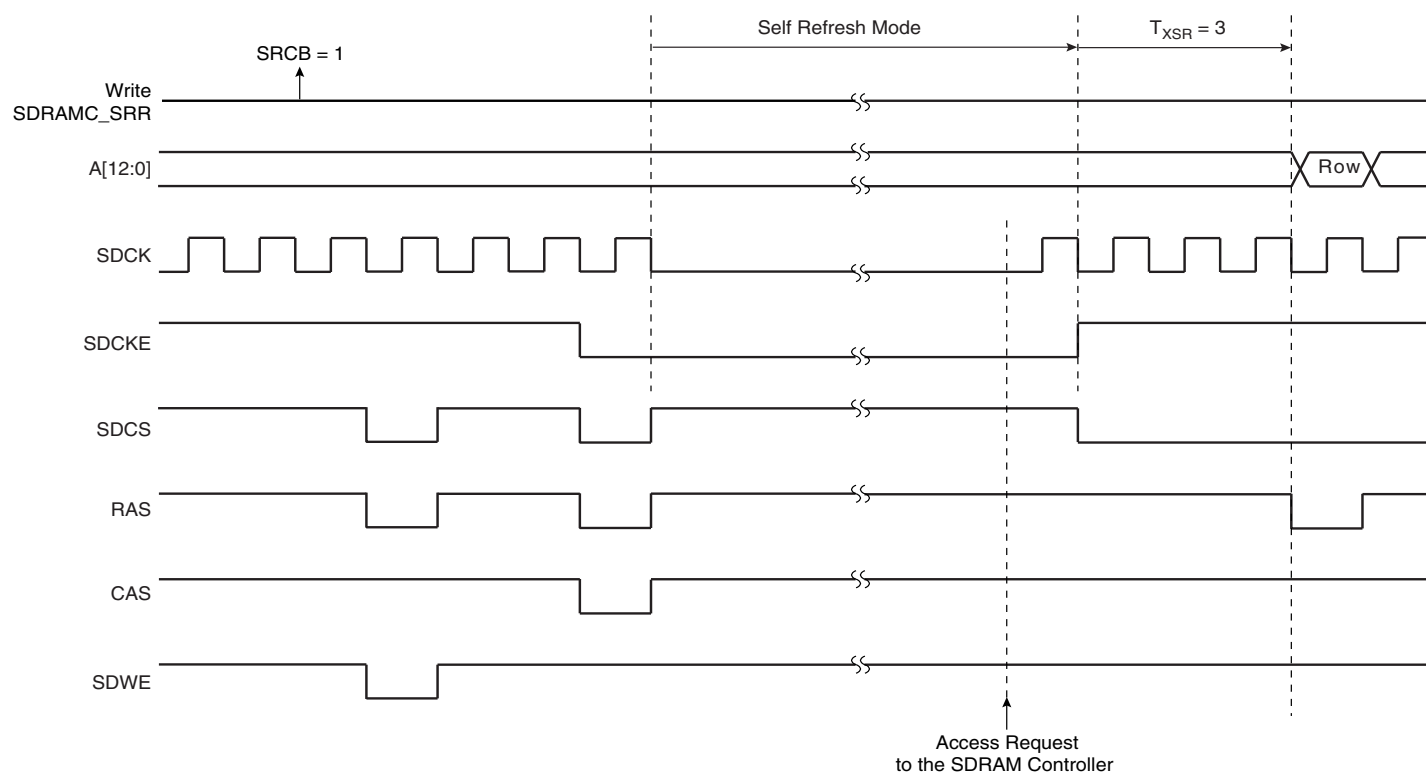 Self Refresh Mode
T_XSR = 3
SRCB = 1
Write
SDRAMC_SRR
A[12:0]
Row
SDCK
SDCKE
SDCS
RAS
CAS
SDWE
Access Request
to the SDRAM Controller